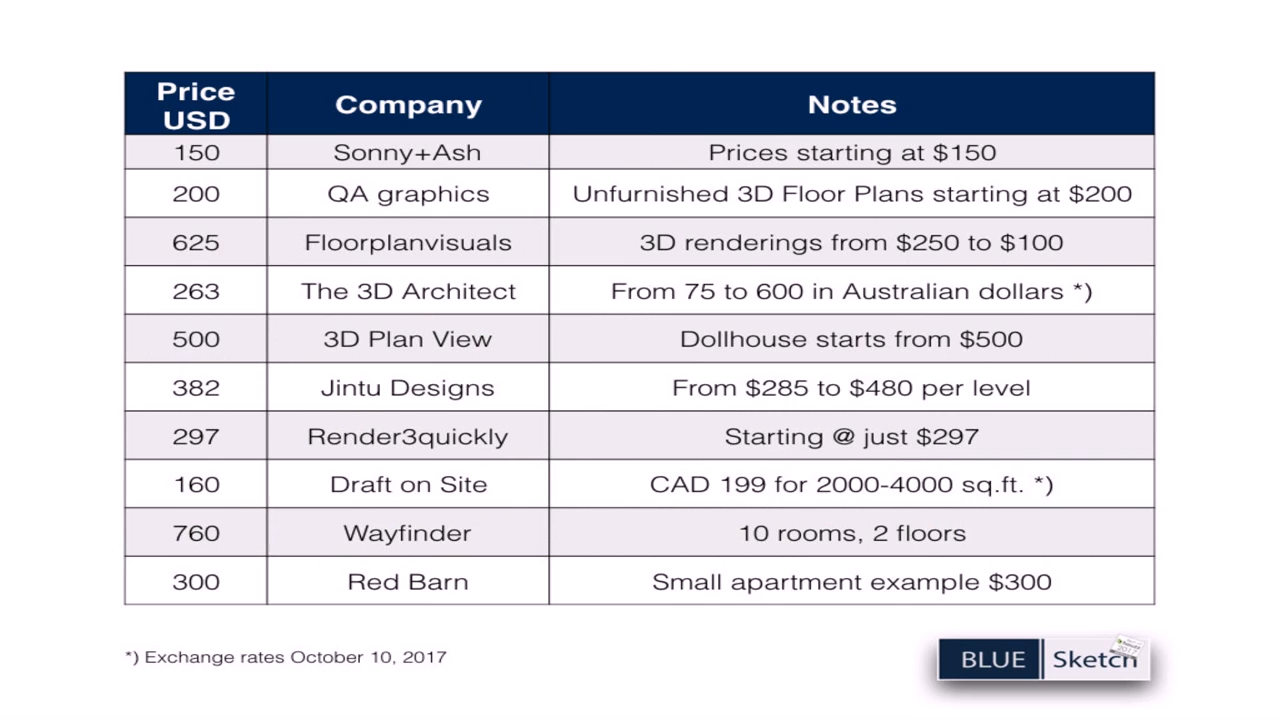 Price USD Company Notes
150 Sonny+Ash Prices starting at $150
200 QA graphics Unfurnished 3D Floor Plans starting at $200
625 Floorplanvisuals 3D renderings from $250 to $100
263 The 3D Architect From 75 to 600 in Australian dollars *)
500 3D Plan View Dollhouse starts from $500
382 Jintu Designs From $285 to $480 per level
297 Render3quickly Starting @ just $297
160 Draft on Site CAD 199 for 2000-4000 sq.ft. *)
760 Wayfinder 10 rooms, 2 floors
300 Red Barn Small apartment example $300
*) Exchange rates October 10, 2017
BLUE Sketch